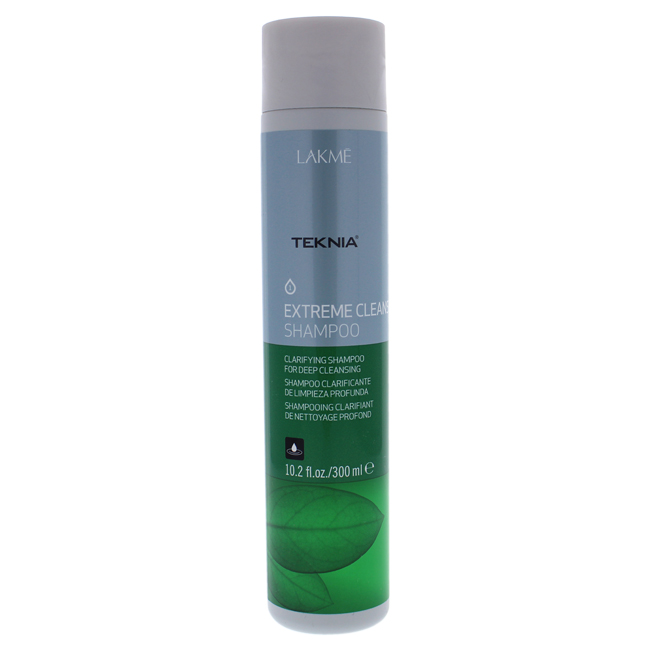 LAKMĒ
TEKNIA®
EXTREME CLEANS
SHAMPOO
CLARIFYING SHAMPOO
FOR DEEP CLEANSING
SHAMPOO CLARIFICANTE
DE LIMPIEZA PROFUNDA
SHAMPOOING CLARIFIANT
DE NETTOYAGE PROFOND
10.2 fl.oz./300 ml ℮